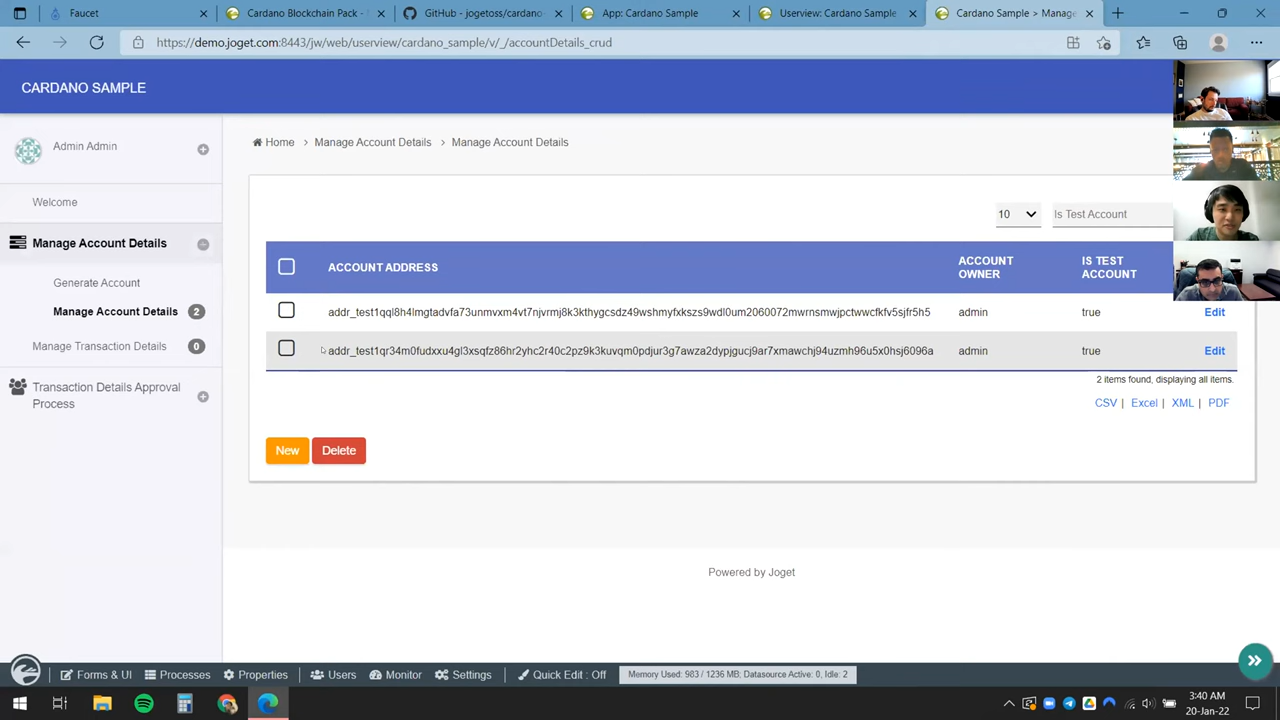 Faucet
Cardano Blockchain Pack -
GitHub - jogetoss/cardano
App: Cardano Sample
Userview: Cardano Sample
Cardano Sample > Manage
https://demo.joget.com:8443/jw/web/userview/cardano_sample/v/_/accountDetails_crud
CARDANO SAMPLE
Admin Admin
Welcome
Manage Account Details
Generate Account
Manage Account Details 2
Manage Transaction Details 0
Transaction Details Approval
Process
Home > Manage Account Details > Manage Account Details
10 Is Test Account
ACCOUNT ADDRESS ACCOUNT OWNER IS TEST ACCOUNT
addr_test1qql8h4lmgtadvfa73unmvxm4vt7njvrmj8k3kthygcsdz49wshmyfxkszs9wdl0um2060072mwrnsmwjpctwwcfkfv5sjfr5h5 admin true Edit
addr_test1qr34m0fudxxu4gl3xsqfz86hr2yhc2r40c2pz9k3kuvqm0pdjur3g7awza2dypjgucj9ar7xmawchj94uzmh96u5x0hsj6096a admin true Edit
2 items found, displaying all items.
CSV | Excel | XML | PDF
New Delete
Powered by Joget
Forms & UI Processes Properties Users Monitor Settings Quick Edit : Off Memory Used: 983 / 1236 MB; Datasource Active: 0, Idle: 2
3:40 AM
20-Jan-22